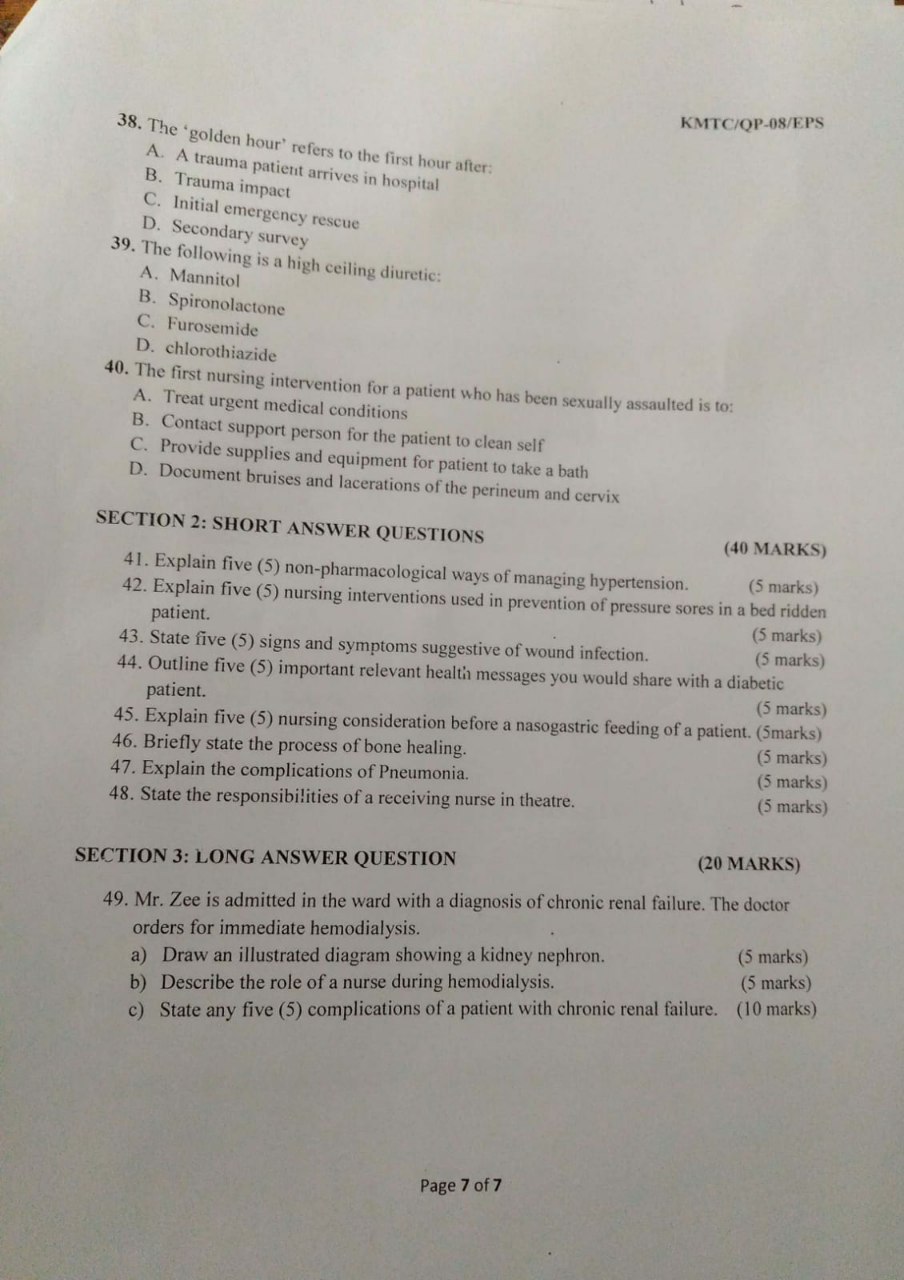 KMTC/QP-08/EPS
38. The 'golden hour' refers to the first hour after:
A. A trauma patient arrives in hospital
B. Trauma impact
C. Initial emergency rescue
D. Secondary survey
39. The following is a high ceiling diuretic:
A. Mannitol
B. Spironolactone
C. Furosemide
D. chlorothiazide
40. The first nursing intervention for a patient who has been sexually assaulted is to:
A. Treat urgent medical conditions
B. Contact support person for the patient to clean self
C. Provide supplies and equipment for patient to take a bath
D. Document bruises and lacerations of the perineum and cervix
SECTION 2: SHORT ANSWER QUESTIONS (40 MARKS)
41. Explain five (5) non-pharmacological ways of managing hypertension. (5 marks)
42. Explain five (5) nursing interventions used in prevention of pressure sores in a bed ridden
patient. (5 marks)
43. State five (5) signs and symptoms suggestive of wound infection. (5 marks)
44. Outline five (5) important relevant health messages you would share with a diabetic
patient. (5 marks)
45. Explain five (5) nursing consideration before a nasogastric feeding of a patient. (5marks)
46. Briefly state the process of bone healing. (5 marks)
47. Explain the complications of Pneumonia. (5 marks)
48. State the responsibilities of a receiving nurse in theatre. (5 marks)
SECTION 3: LONG ANSWER QUESTION (20 MARKS)
49. Mr. Zee is admitted in the ward with a diagnosis of chronic renal failure. The doctor
orders for immediate hemodialysis.
a) Draw an illustrated diagram showing a kidney nephron. (5 marks)
b) Describe the role of a nurse during hemodialysis. (5 marks)
c) State any five (5) complications of a patient with chronic renal failure. (10 marks)
Page 7 of 7